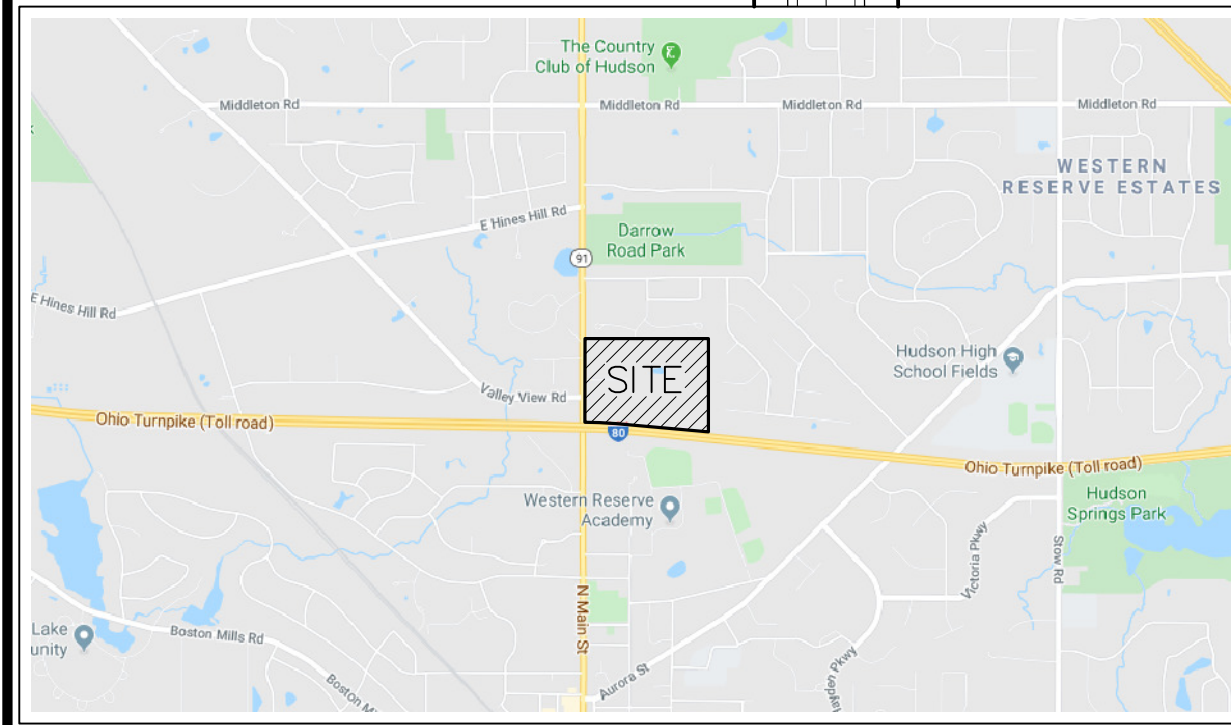 The Country
Club of Hudson
Middleton Rd
Middleton Rd
Middleton Rd
Middleton Rd
WESTERN
RESERVE ESTATES
E Hines Hill Rd
Darrow
Road Park
91
E Hines Hill Rd
Hudson High
School Fields
SITE
Valley View Rd
Ohio Turnpike (Toll road)
80
Ohio Turnpike (Toll road)
Western Reserve
Academy
Hudson
Springs Park
Victoria Pkwy
Stow Rd
N Main St
Lake
unity
Boston Mills Rd
Aurora St
Boston